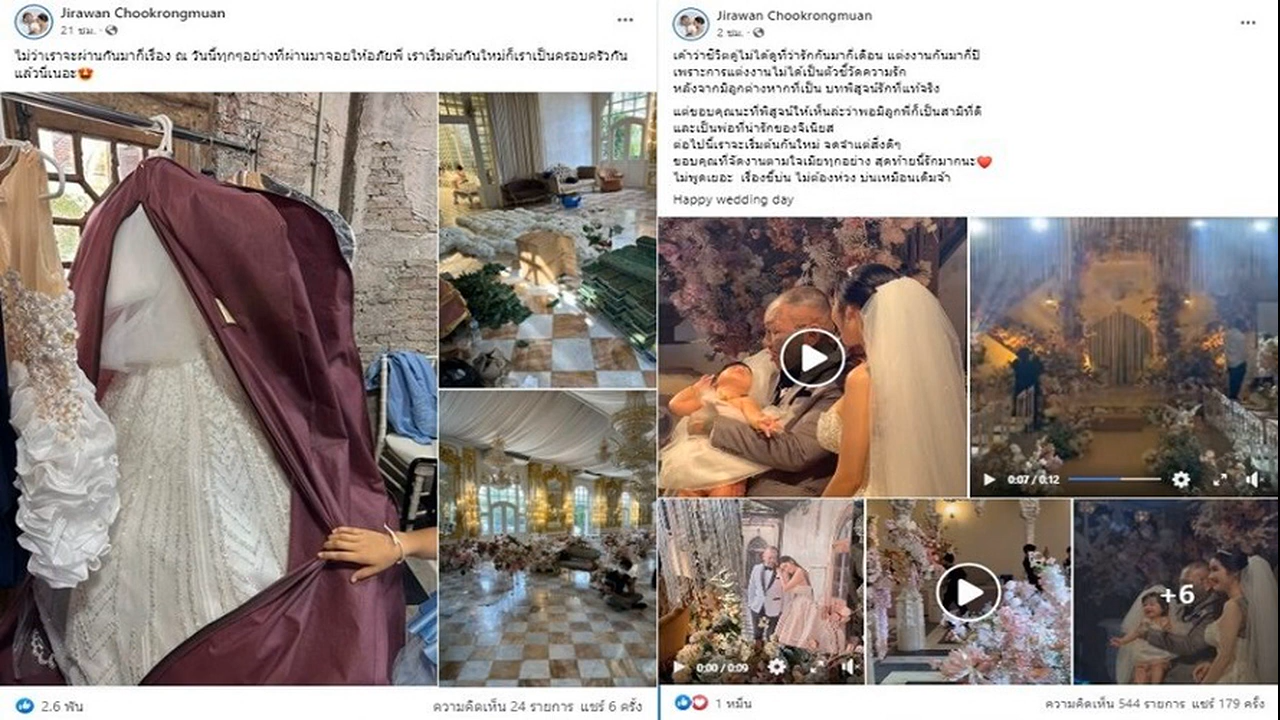 Jirawan Chookrongmuan
21 ชม.
ไม่ว่าเราจะผ่านกันมากี่เรื่อง ณ วันนี้ทุกๆอย่างที่ผ่านมาจอยให้อภัยพี่ เราเริ่มต้นกันใหม่ก็เราเป็นครอบครัวกัน
แล้วนี่เนอะ
2.6 พัน
ความคิดเห็น 24 รายการ แชร์ 6 ครั้ง
Jirawan Chookrongmuan
2 ชม.
เค้าว่าชีวิตคู่ไม่ได้ดูที่ว่ารักกันมากี่เดือน แต่งงานกันมากี่ปี
เพราะการแต่งงานไม่ได้เป็นตัวชี้วัดความรัก
หลังจากมีลูกต่างหากที่เป็น บทพิสูจน์รักที่แท้จริง
แต่ขอบคุณนะที่พิสูจน์ให้เห็นล่ะว่าพอมีลูกพี่ก็เป็นสามีที่ดี
และเป็นพ่อที่น่ารักของจีเนียส
ต่อไปนี้เราจะเริ่มต้นกันใหม่ จดจำแต่สิ่งดีๆ
ขอบคุณที่จัดงานตามใจเมียทุกอย่าง สุดท้ายนี้รักมากนะ
ไม่พูดเยอะ เรื่องขี้บ่น ไม่ต้องห่วง บ่นเหมือนเดิมจ้า
Happy wedding day
0:07 / 0:12
0:00 / 0:09
+6
1 หมื่น
ความคิดเห็น 544 รายการ แชร์ 179 ครั้ง